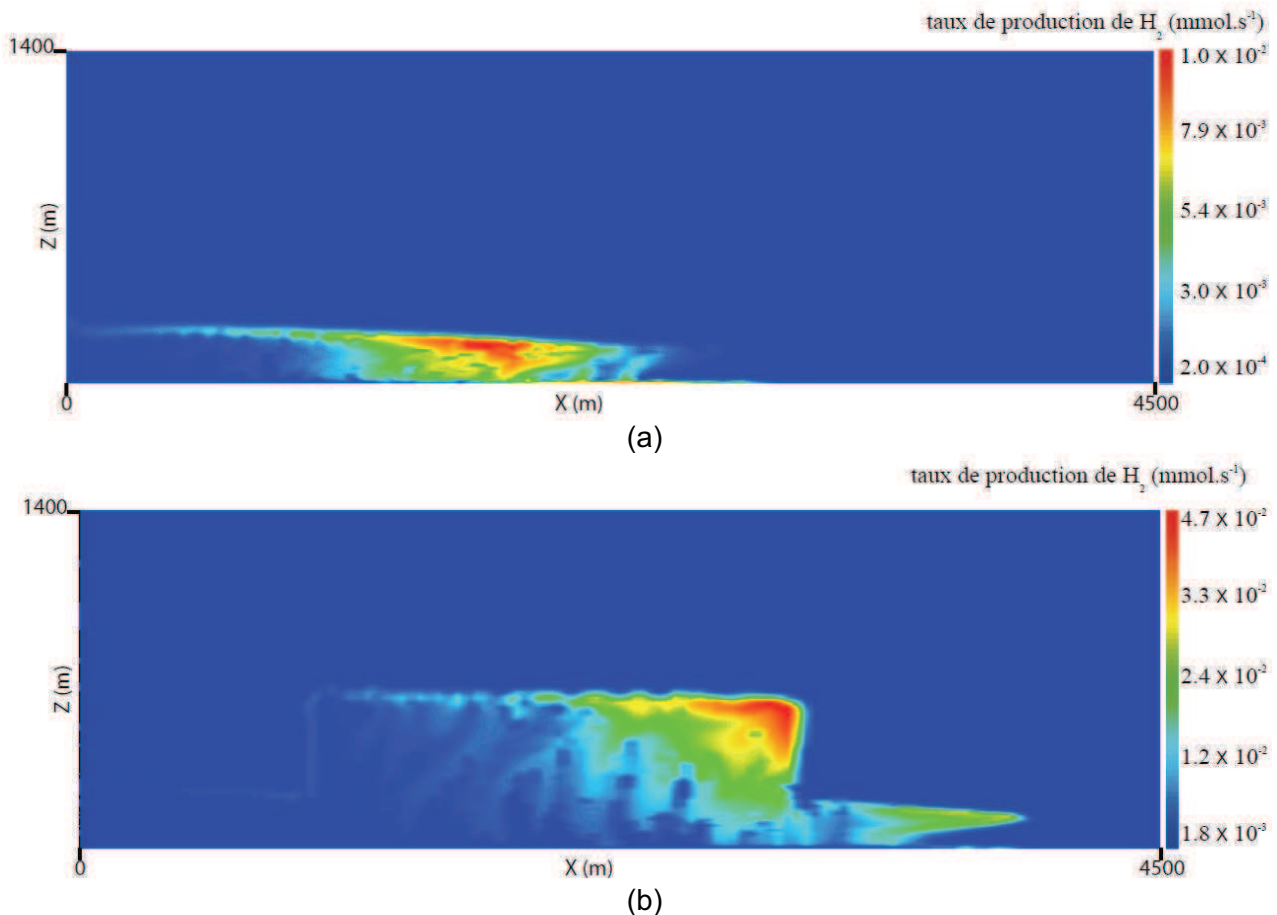 taux de production de H₂ (mmol.s⁻¹)
1400
1.0 X 10⁻²
7.9 X 10⁻³
5.4 X 10⁻³
3.0 X 10⁻³
2.0 X 10⁻⁴
Z (m)
0
X (m)
4500
(a)
taux de production de H₂ (mmol.s⁻¹)
1400
4.7 X 10⁻²
3.3 X 10⁻²
2.4 X 10⁻²
1.2 X 10⁻²
1.8 X 10⁻³
Z (m)
0
X (m)
4500
(b)